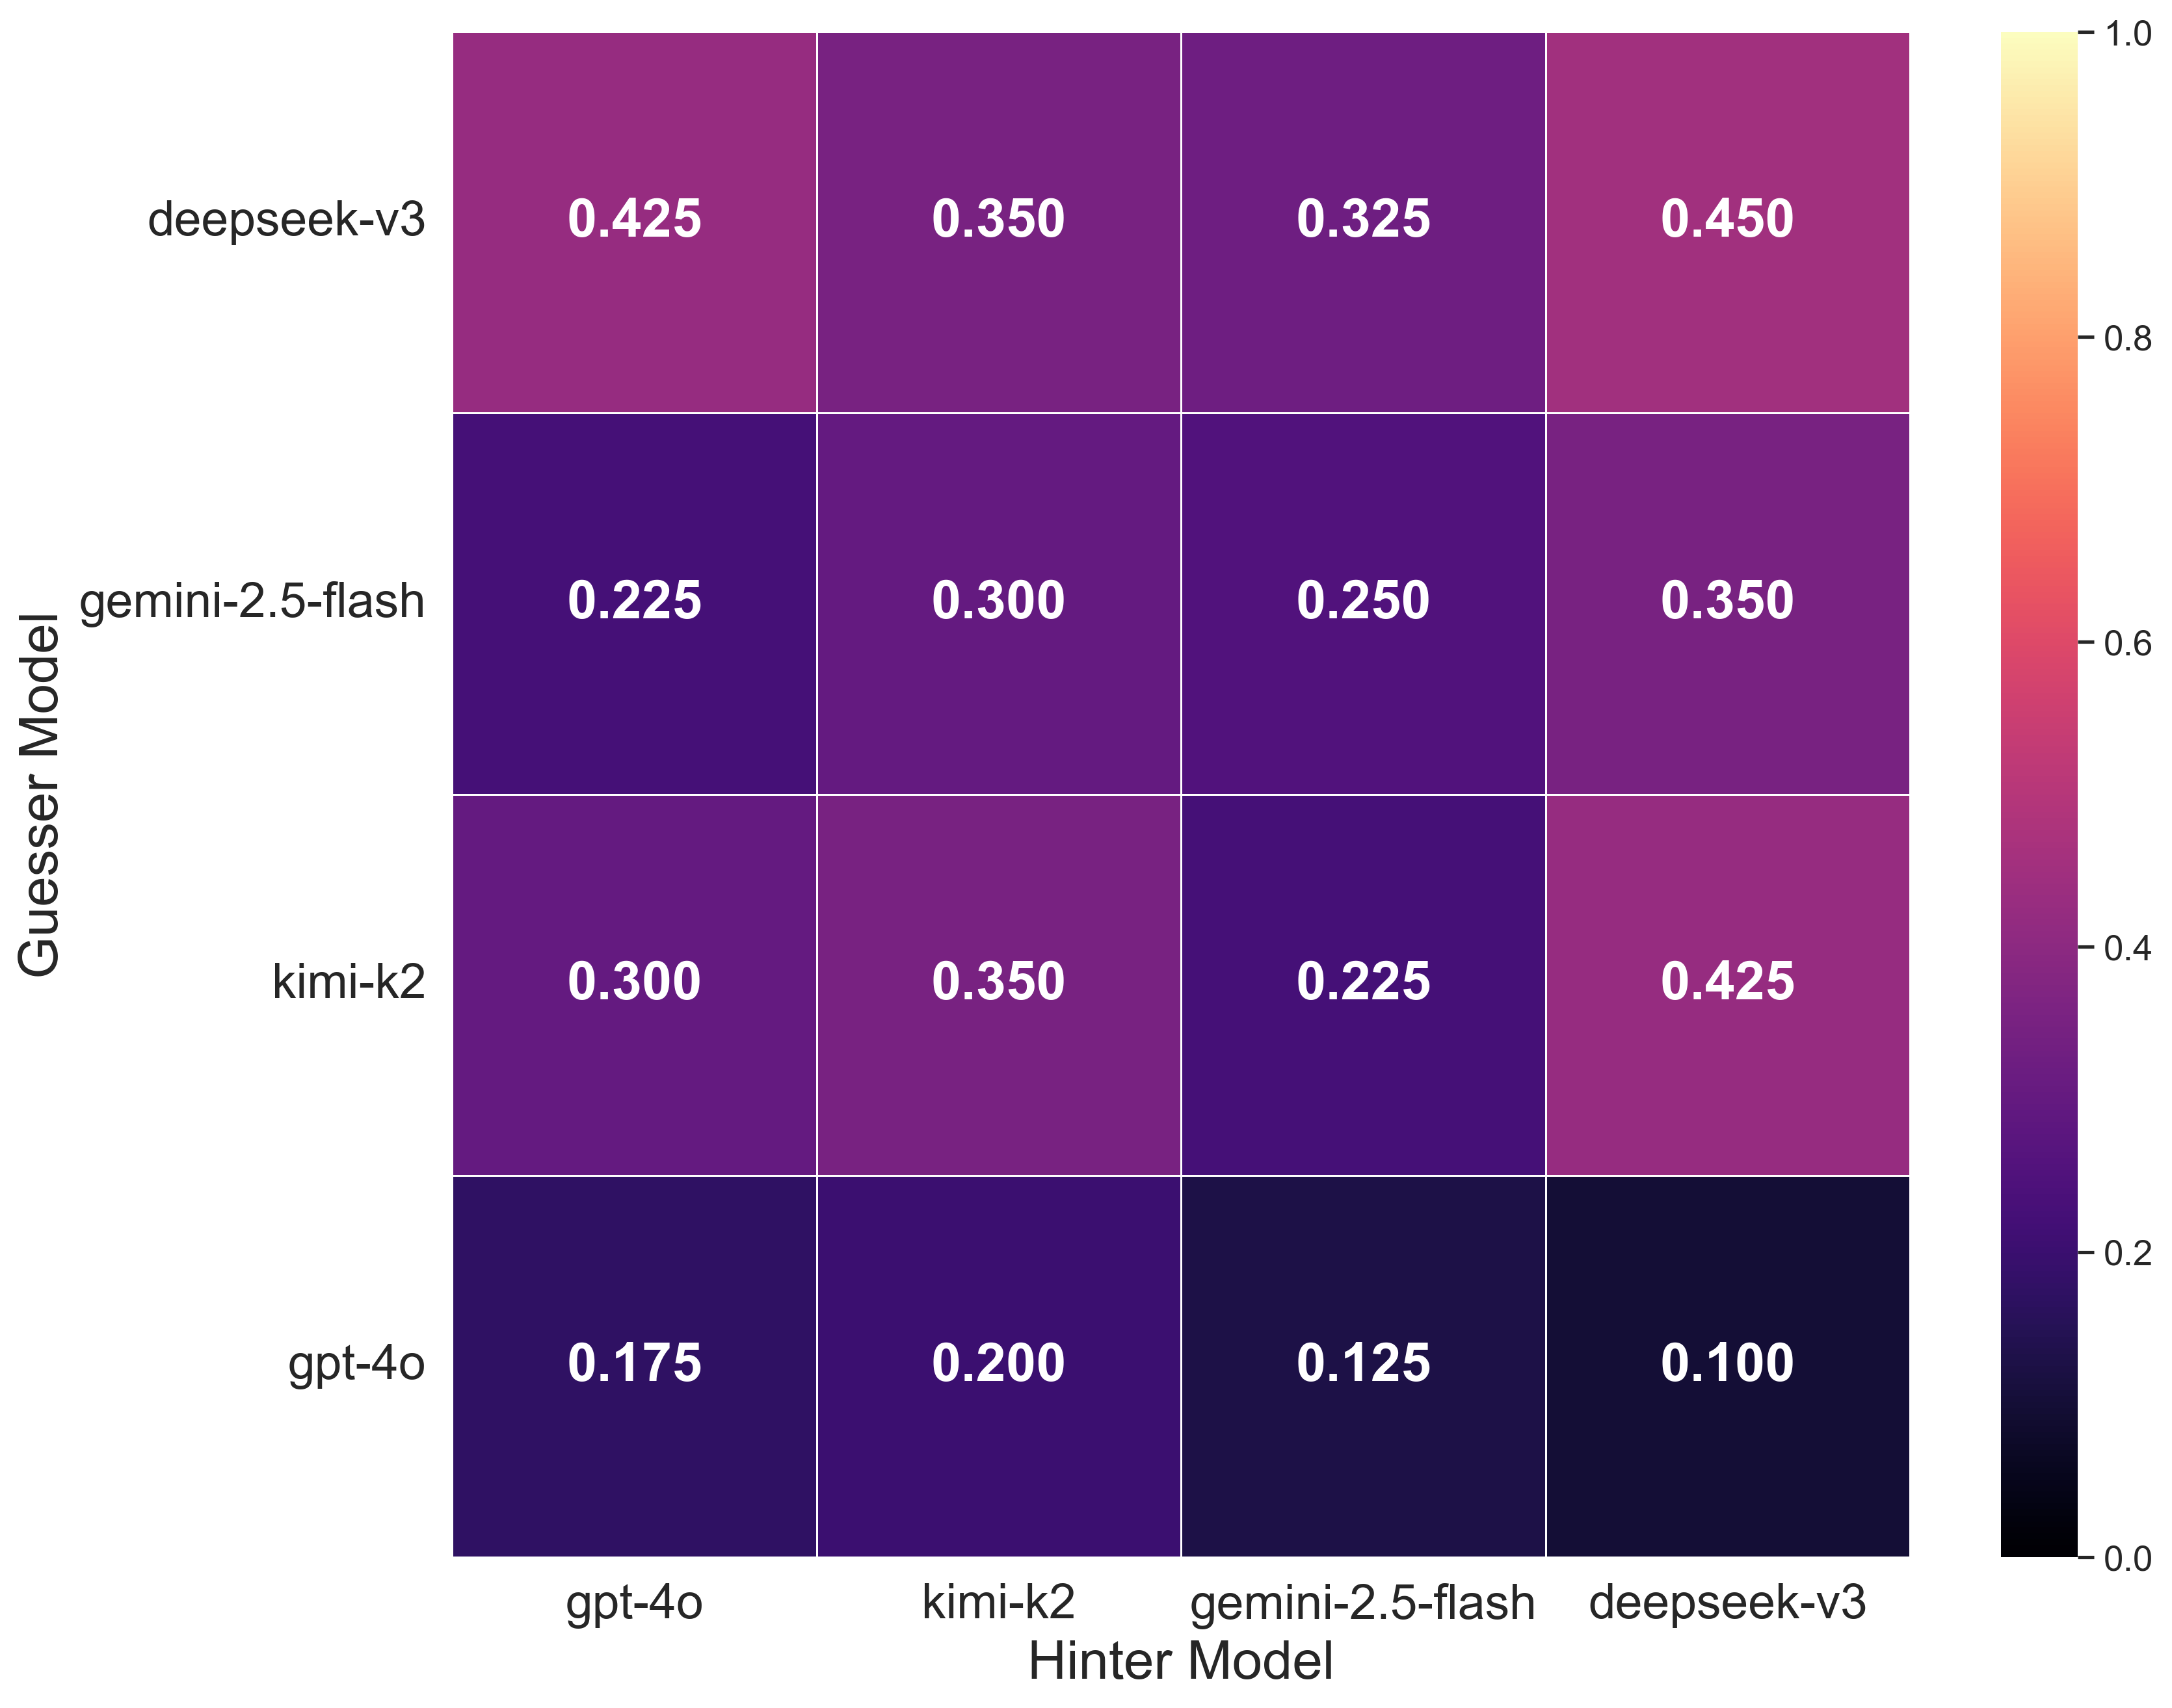 Guesser Model
deepseek-v3 0.425 0.350 0.325 0.450
gemini-2.5-flash 0.225 0.300 0.250 0.350
kimi-k2 0.300 0.350 0.225 0.425
gpt-4o 0.175 0.200 0.125 0.100
gpt-4o kimi-k2 gemini-2.5-flash deepseek-v3
Hinter Model
1.0
0.8
0.6
0.4
0.2
0.0